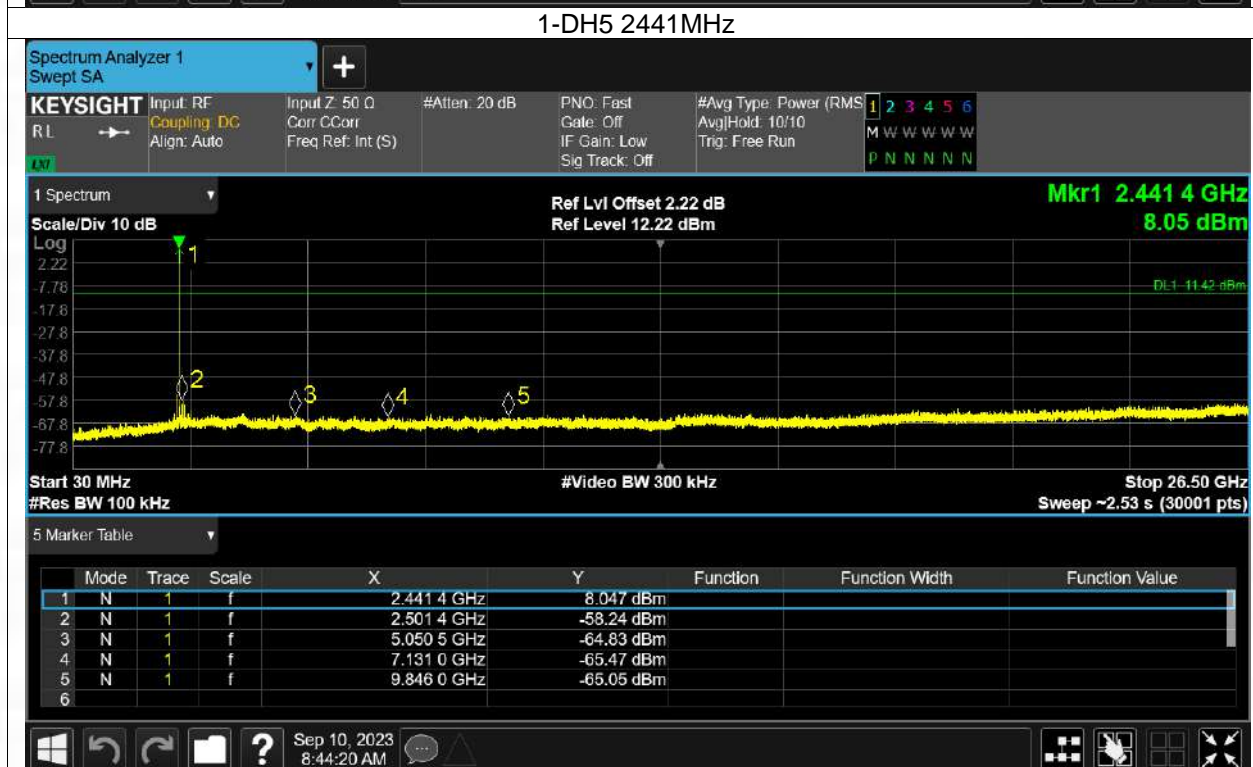 1-DH5 2441MHz
Spectrum Analyzer 1
Swept SA
+
KEYSIGHT Input: RF Input Z: 50 Ω #Atten: 20 dB PNO: Fast #Avg Type: Power (RMS 1 2 3 4 5 6
RL Coupling: DC Corr CCorr Gate: Off Avg|Hold: 10/10 M W W W W W
Align: Auto Freq Ref: Int (S) IF Gain: Low Trig: Free Run
LXI Sig Track: Off P N N N N N
1 Spectrum Ref Lvl Offset 2.22 dB Mkr1 2.441 4 GHz
Scale/Div 10 dB Ref Level 12.22 dBm 8.05 dBm
Log
1
2.22
-7.78
DL1 -11.42 dBm
-17.8
-27.8
-37.8
-47.8
2 3 4 5
-57.8
-67.8
-77.8
Start 30 MHz #Video BW 300 kHz Stop 26.50 GHz
#Res BW 100 kHz Sweep ~2.53 s (30001 pts)
5 Marker Table
Mode Trace Scale X Y Function Function Width Function Value
1 N 1 f 2.441 4 GHz 8.047 dBm
2 N 1 f 2.501 4 GHz -58.24 dBm
3 N 1 f 5.050 5 GHz -64.83 dBm
4 N 1 f 7.131 0 GHz -65.47 dBm
5 N 1 f 9.846 0 GHz -65.05 dBm
6
? Sep 10, 2023
8:44:20 AM